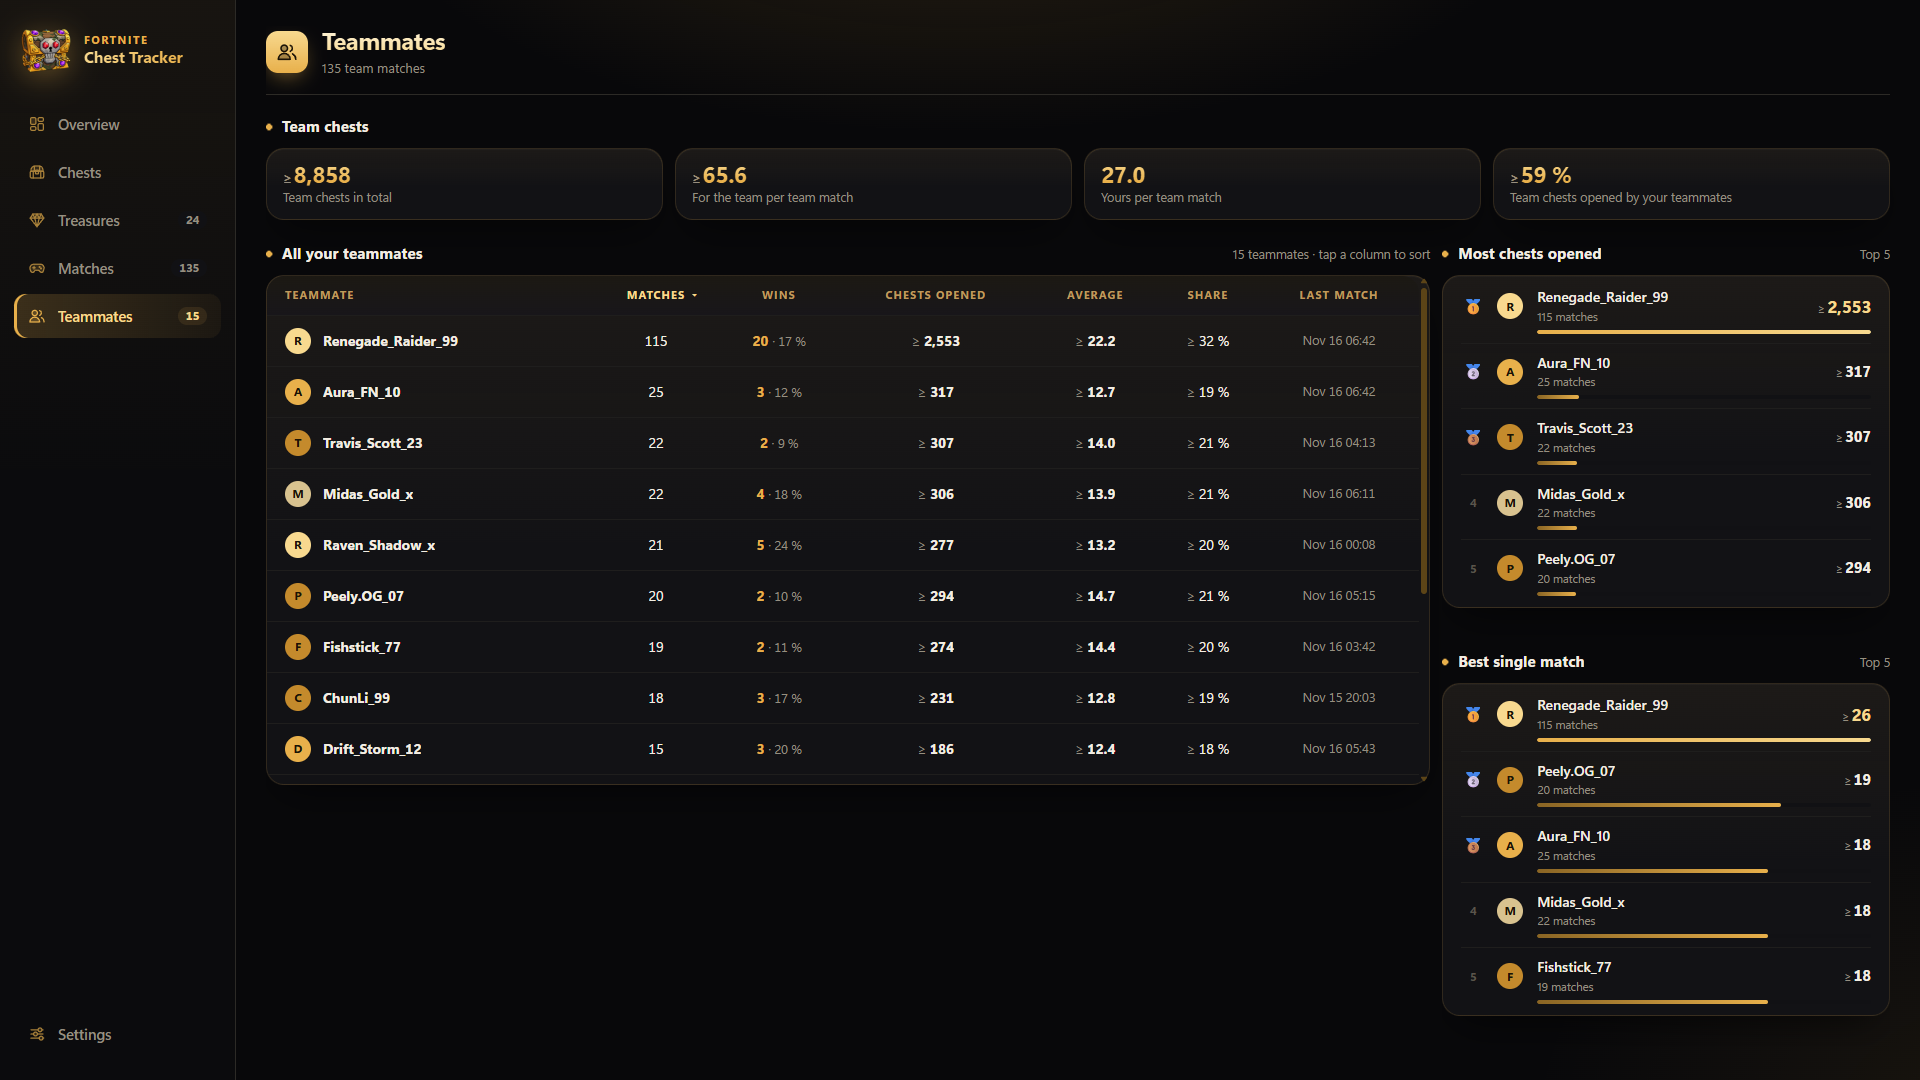 FORTNITE
Chest Tracker
Overview
Chests
Treasures 24
Matches 135
Teammates 15
Settings
Teammates
135 team matches
Team chests
≥ 8,858
Team chests in total
≥ 65.6
For the team per team match
27.0
Yours per team match
≥ 59 %
Team chests opened by your teammates
All your teammates 15 teammates · tap a column to sort
TEAMMATE MATCHES WINS CHESTS OPENED AVERAGE SHARE LAST MATCH
R Renegade_Raider_99 115 20 · 17 % ≥ 2,553 ≥ 22.2 ≥ 32 % Nov 16 06:42
A Aura_FN_10 25 3 · 12 % ≥ 317 ≥ 12.7 ≥ 19 % Nov 16 06:42
T Travis_Scott_23 22 2 · 9 % ≥ 307 ≥ 14.0 ≥ 21 % Nov 16 04:13
M Midas_Gold_x 22 4 · 18 % ≥ 306 ≥ 13.9 ≥ 21 % Nov 16 06:11
R Raven_Shadow_x 21 5 · 24 % ≥ 277 ≥ 13.2 ≥ 20 % Nov 16 00:08
P Peely.OG_07 20 2 · 10 % ≥ 294 ≥ 14.7 ≥ 21 % Nov 16 05:15
F Fishstick_77 19 2 · 11 % ≥ 274 ≥ 14.4 ≥ 20 % Nov 16 03:42
C ChunLi_99 18 3 · 17 % ≥ 231 ≥ 12.8 ≥ 19 % Nov 15 20:03
D Drift_Storm_12 15 3 · 20 % ≥ 186 ≥ 12.4 ≥ 18 % Nov 16 05:43
Most chests opened Top 5
1 R Renegade_Raider_99 ≥ 2,553
115 matches
2 A Aura_FN_10 ≥ 317
25 matches
3 T Travis_Scott_23 ≥ 307
22 matches
4 M Midas_Gold_x ≥ 306
22 matches
5 P Peely.OG_07 ≥ 294
20 matches
Best single match Top 5
1 R Renegade_Raider_99 ≥ 26
115 matches
2 P Peely.OG_07 ≥ 19
20 matches
3 A Aura_FN_10 ≥ 18
25 matches
4 M Midas_Gold_x ≥ 18
22 matches
5 F Fishstick_77 ≥ 18
19 matches